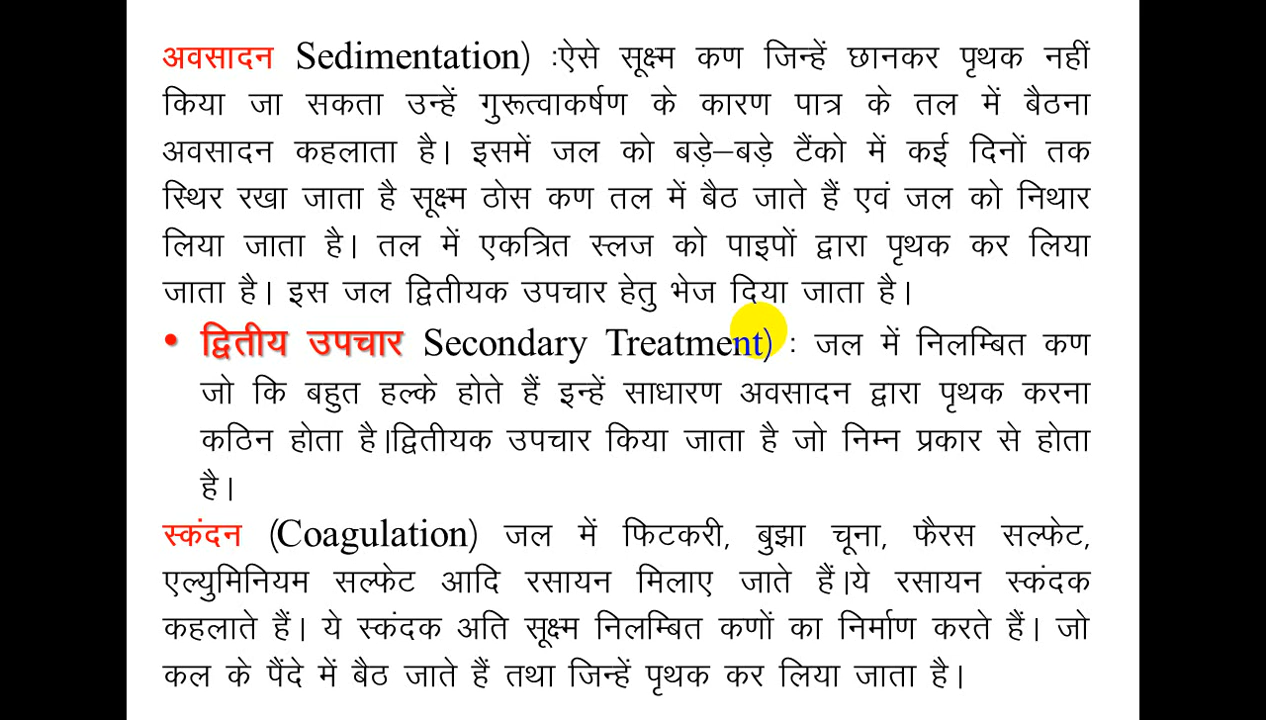 अवसादन Sedimentation) :ऐसे सूक्ष्म कण जिन्हें छानकर पृथक नहीं
किया जा सकता उन्हें गुरूत्वाकर्षण के कारण पात्र के तल में बैठना
अवसादन कहलाता है। इसमें जल को बड़े–बड़े टैंको में कई दिनों तक
स्थिर रखा जाता है सूक्ष्म ठोस कण तल में बैठ जाते हैं एवं जल को निथार
लिया जाता है। तल में एकत्रित स्लज को पाइपों द्वारा पृथक कर लिया
जाता है। इस जल द्वितीयक उपचार हेतु भेज दिया जाता है।
• द्वितीय उपचार Secondary Treatment) : जल में निलम्बित कण
जो कि बहुत हल्के होते हैं इन्हें साधारण अवसादन द्वारा पृथक करना
कठिन होता है।द्वितीयक उपचार किया जाता है जो निम्न प्रकार से होता
है।
स्कंदन (Coagulation) जल में फिटकरी, बुझा चूना, फैरस सल्फेट,
एल्युमिनियम सल्फेट आदि रसायन मिलाए जाते हैं।ये रसायन स्कंदक
कहलाते हैं। ये स्कंदक अति सूक्ष्म निलम्बित कणों का निर्माण करते हैं। जो
कल के पैंदे में बैठ जाते हैं तथा जिन्हें पृथक कर लिया जाता है।